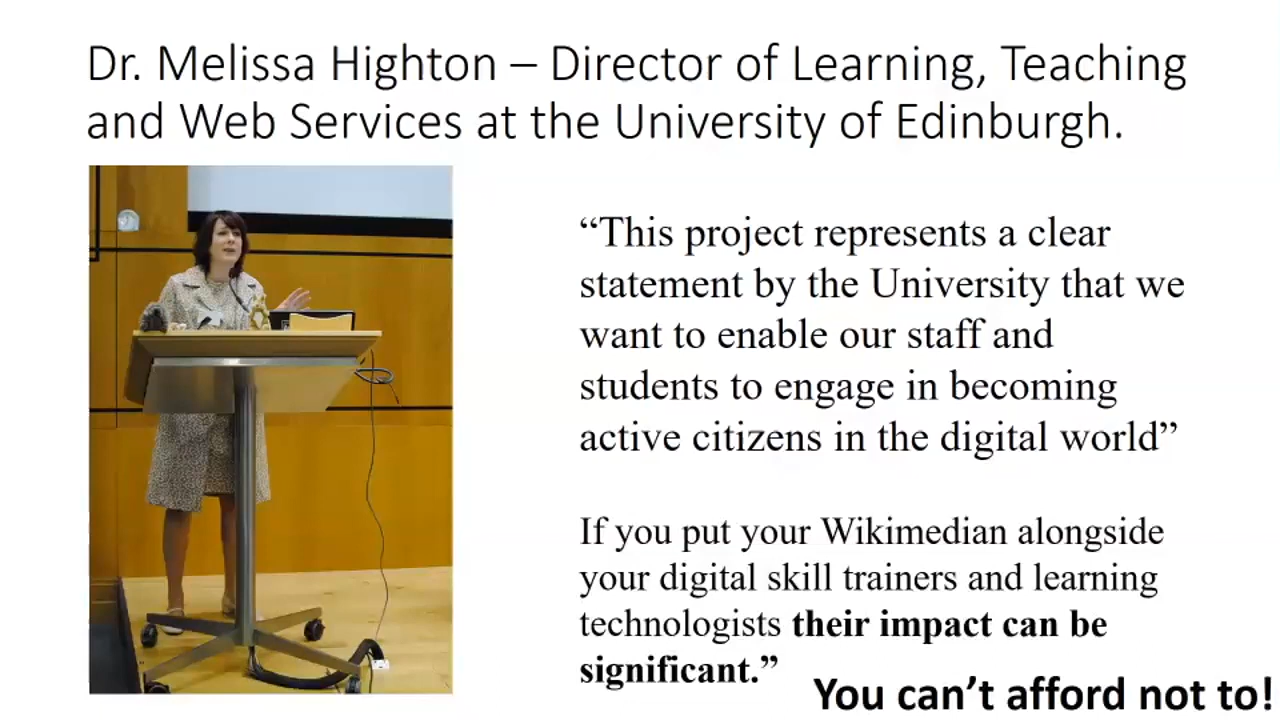 Dr. Melissa Highton – Director of Learning, Teaching
and Web Services at the University of Edinburgh.
“This project represents a clear
statement by the University that we
want to enable our staff and
students to engage in becoming
active citizens in the digital world”
If you put your Wikimedian alongside
your digital skill trainers and learning
technologists their impact can be
significant.”
You can’t afford not to!